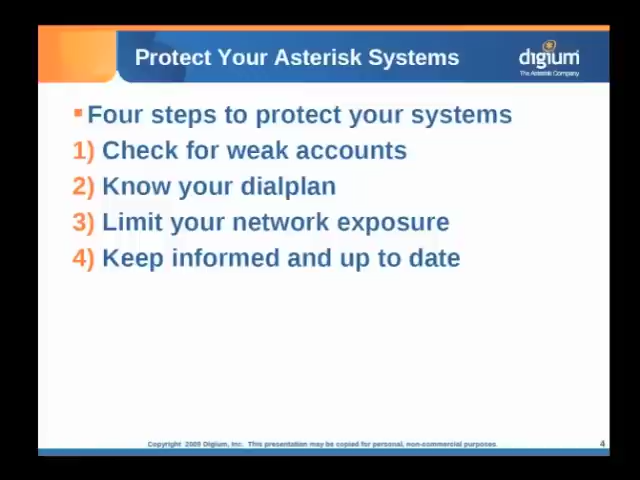 Protect Your Asterisk Systems
digium
The Asterisk Company
Four steps to protect your systems
1) Check for weak accounts
2) Know your dialplan
3) Limit your network exposure
4) Keep informed and up to date
Copyright 2009 Digium, Inc. This presentation may be copied for personal, non-commercial purposes.
4